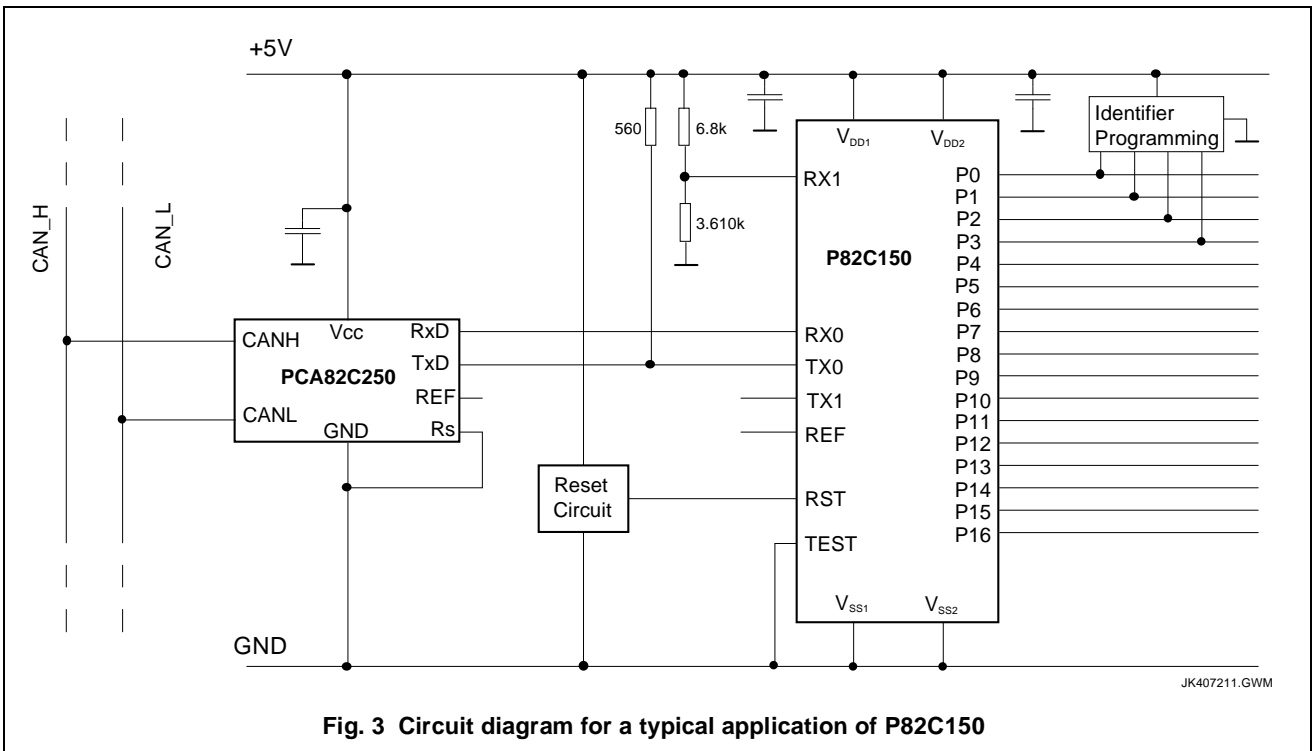 +5V
560
6.8k
3.610k
CAN_H
CAN_L
Identifier
Programming
VDD1
VDD2
RX1
P82C150
RX0
TX0
TX1
REF
RST
TEST
VSS1
VSS2
P0
P1
P2
P3
P4
P5
P6
P7
P8
P9
P10
P11
P12
P13
P14
P15
P16
Vcc
RxD
CANH
TxD
PCA82C250
REF
CANL
GND
Rs
Reset
Circuit
GND
JK407211.GWM
Fig. 3 Circuit diagram for a typical application of P82C150